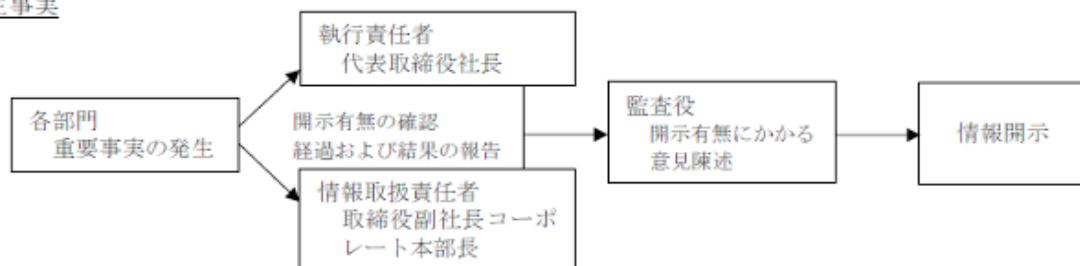 生事実
執行責任者
代表取締役社長
各部門
重要事実の発生
開示有無の確認
経過および結果の報告
情報取扱責任者
取締役副社長コーポ
レート本部長
監査役
開示有無にかかる
意見陳述
情報開示